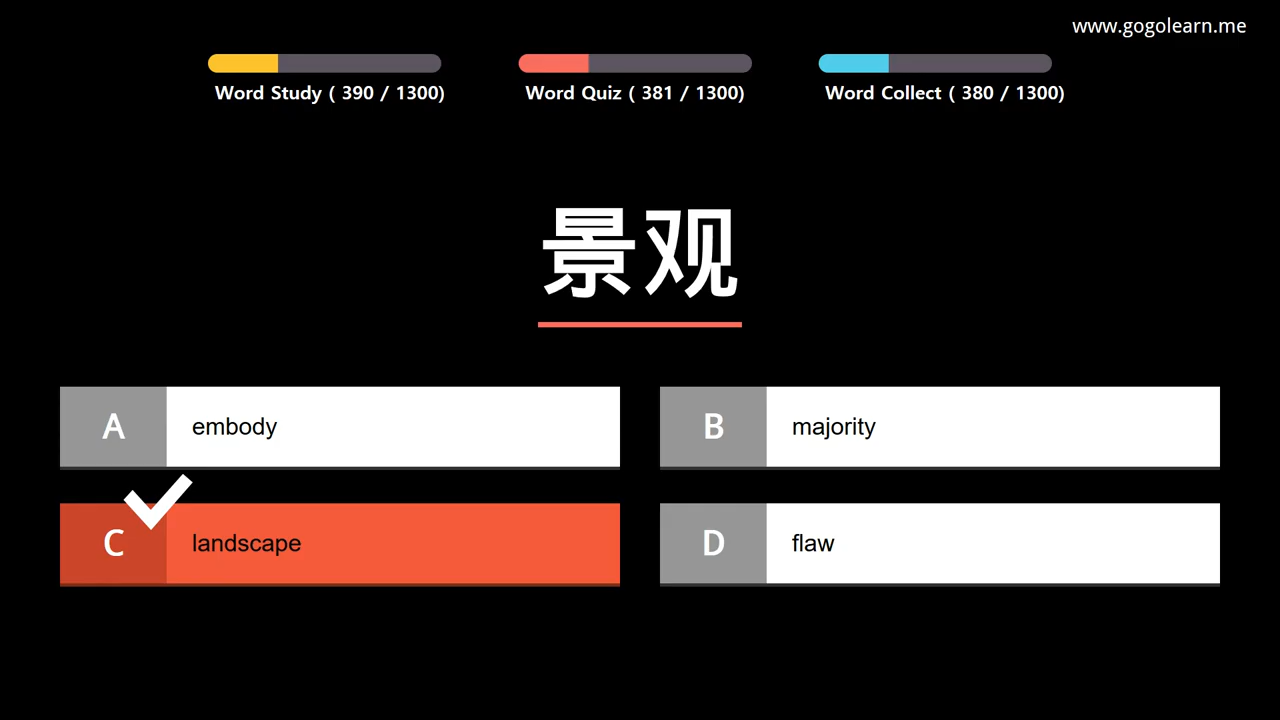 www.gogolearn.me
Word Study ( 390 / 1300)
Word Quiz ( 381 / 1300)
Word Collect ( 380 / 1300)
景观
A embody
B majority
C landscape
D flaw